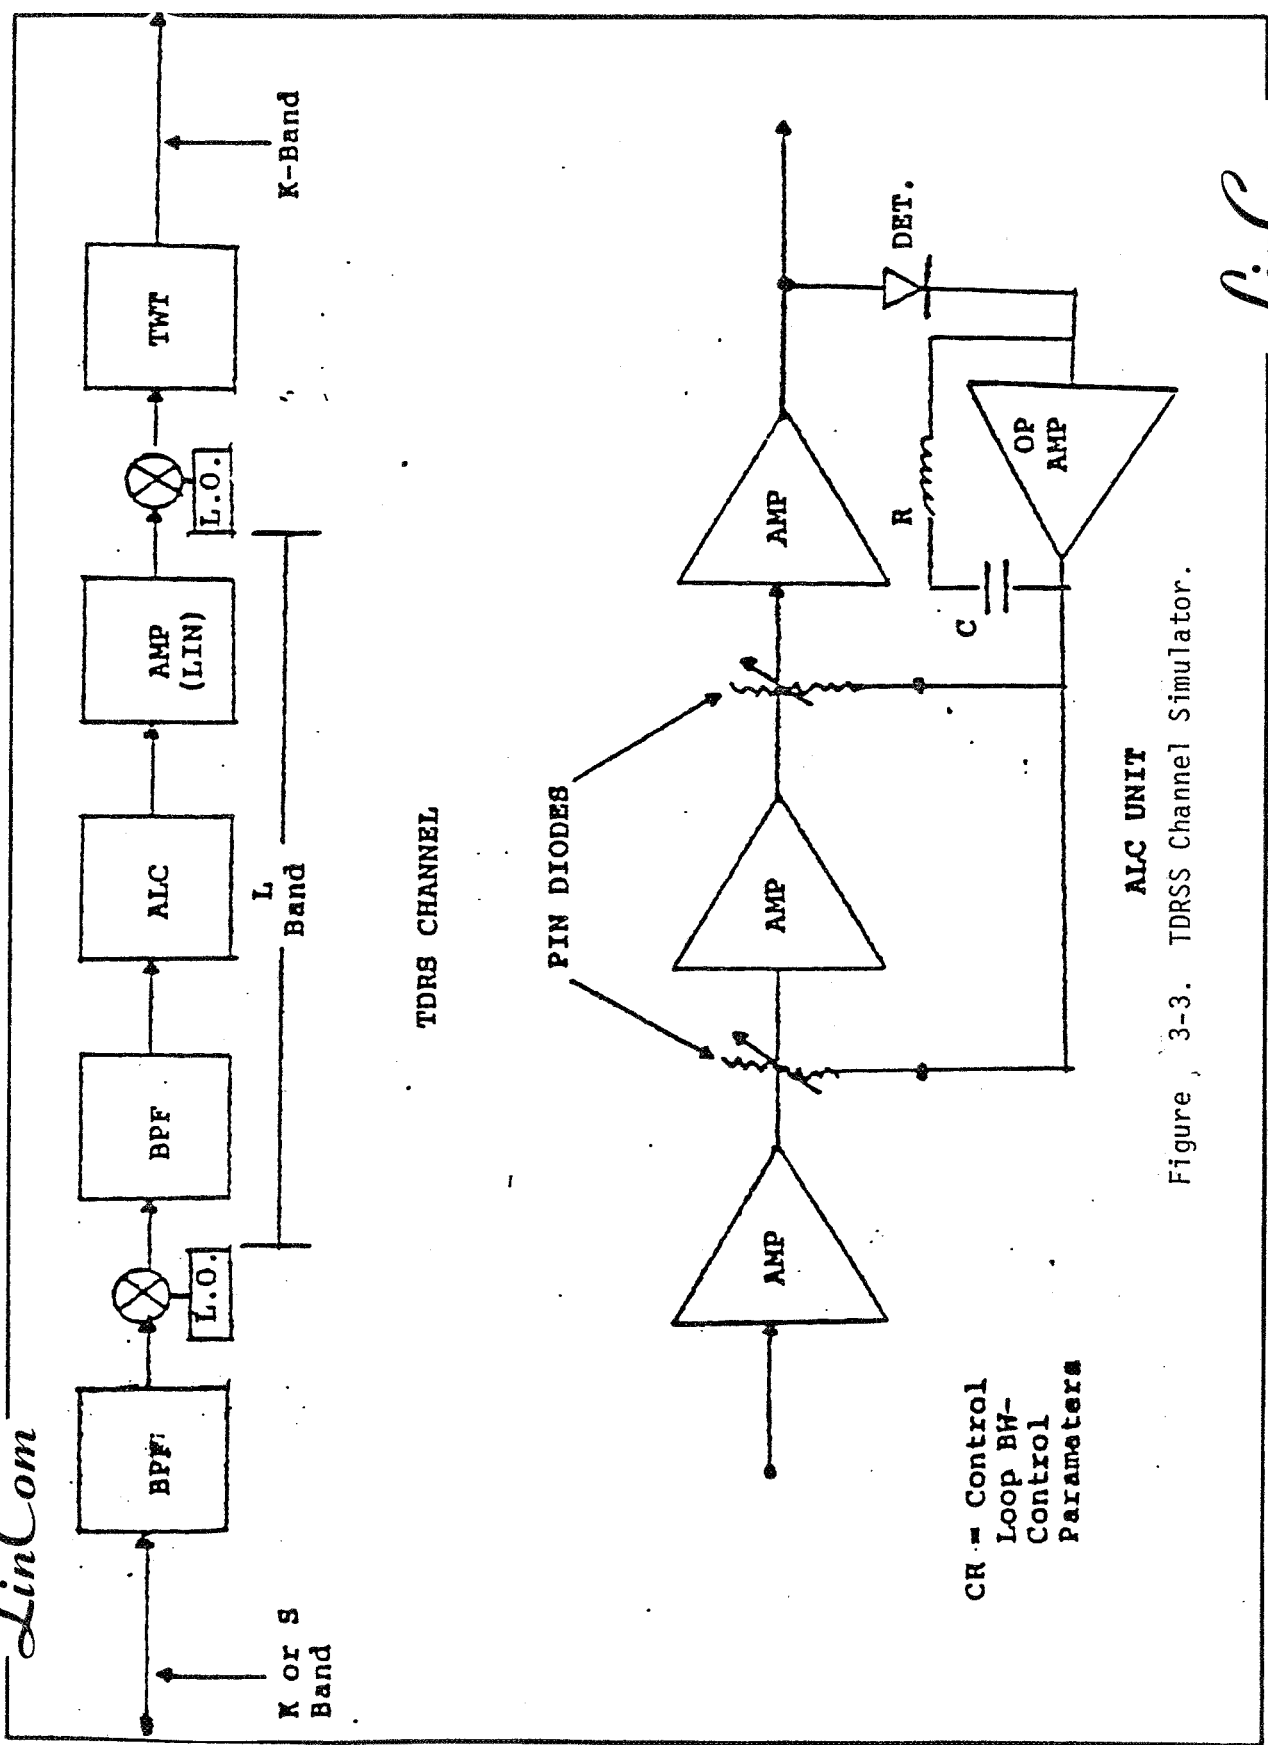 LinCom
K or S
Band
BPF
L.O.
BPF
ALC
AMP
(LIN)
L.O.
TWT
K-Band
L
Band
TDRS CHANNEL
PIN DIODES
AMP
AMP
AMP
DET.
R
C
OP
AMP
CR = Control
Loop BW-
Control
Parameters
ALC UNIT
Figure 3-3. TDRSS Channel Simulator.